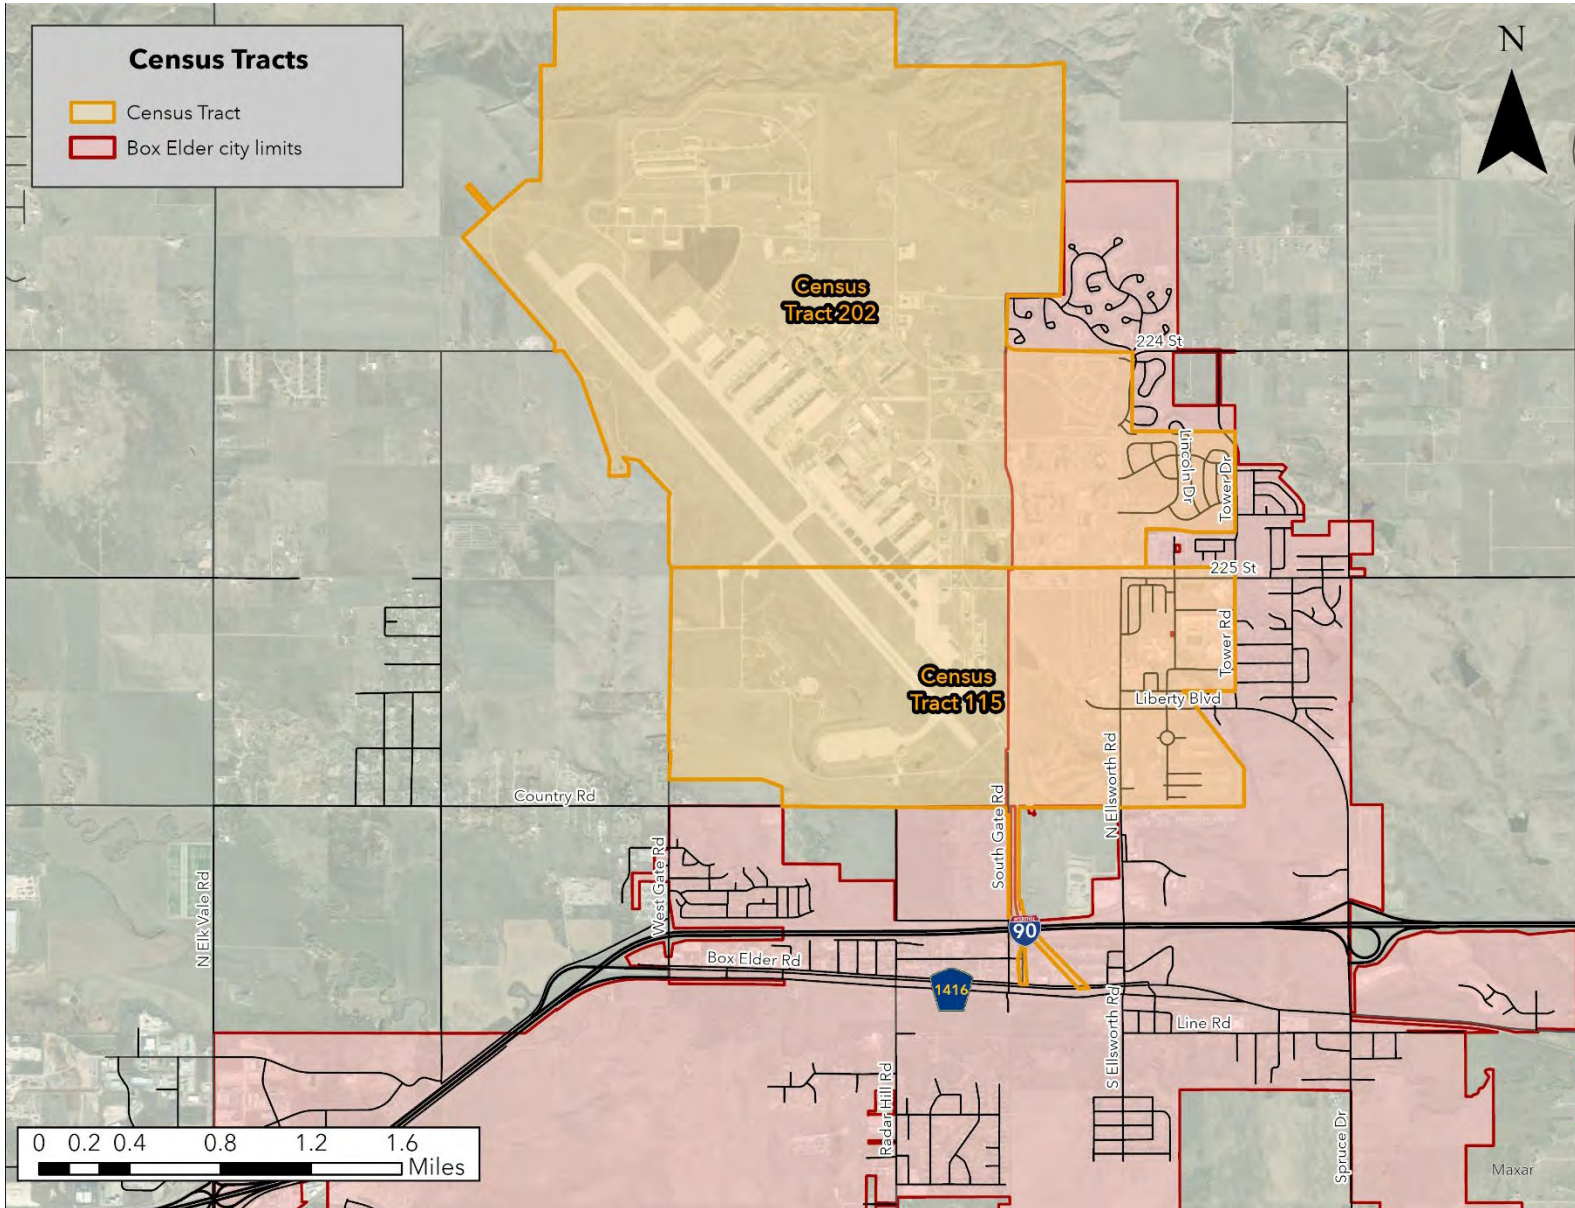 Census Tracts
Census Tract
Box Elder city limits
N
Census
Tract 202
224 St
Lincoln Dr
Tower Dr
225 St
Tower Rd
Census
Tract 115
Liberty Blvd
N Ellsworth Rd
South Gate Rd
Country Rd
West Gate Rd
N Elk Vale Rd
90
Box Elder Rd
1416
S Ellsworth Rd
Line Rd
Radar Hill Rd
Spruce Dr
0 0.2 0.4 0.8 1.2 1.6
Miles
Maxar